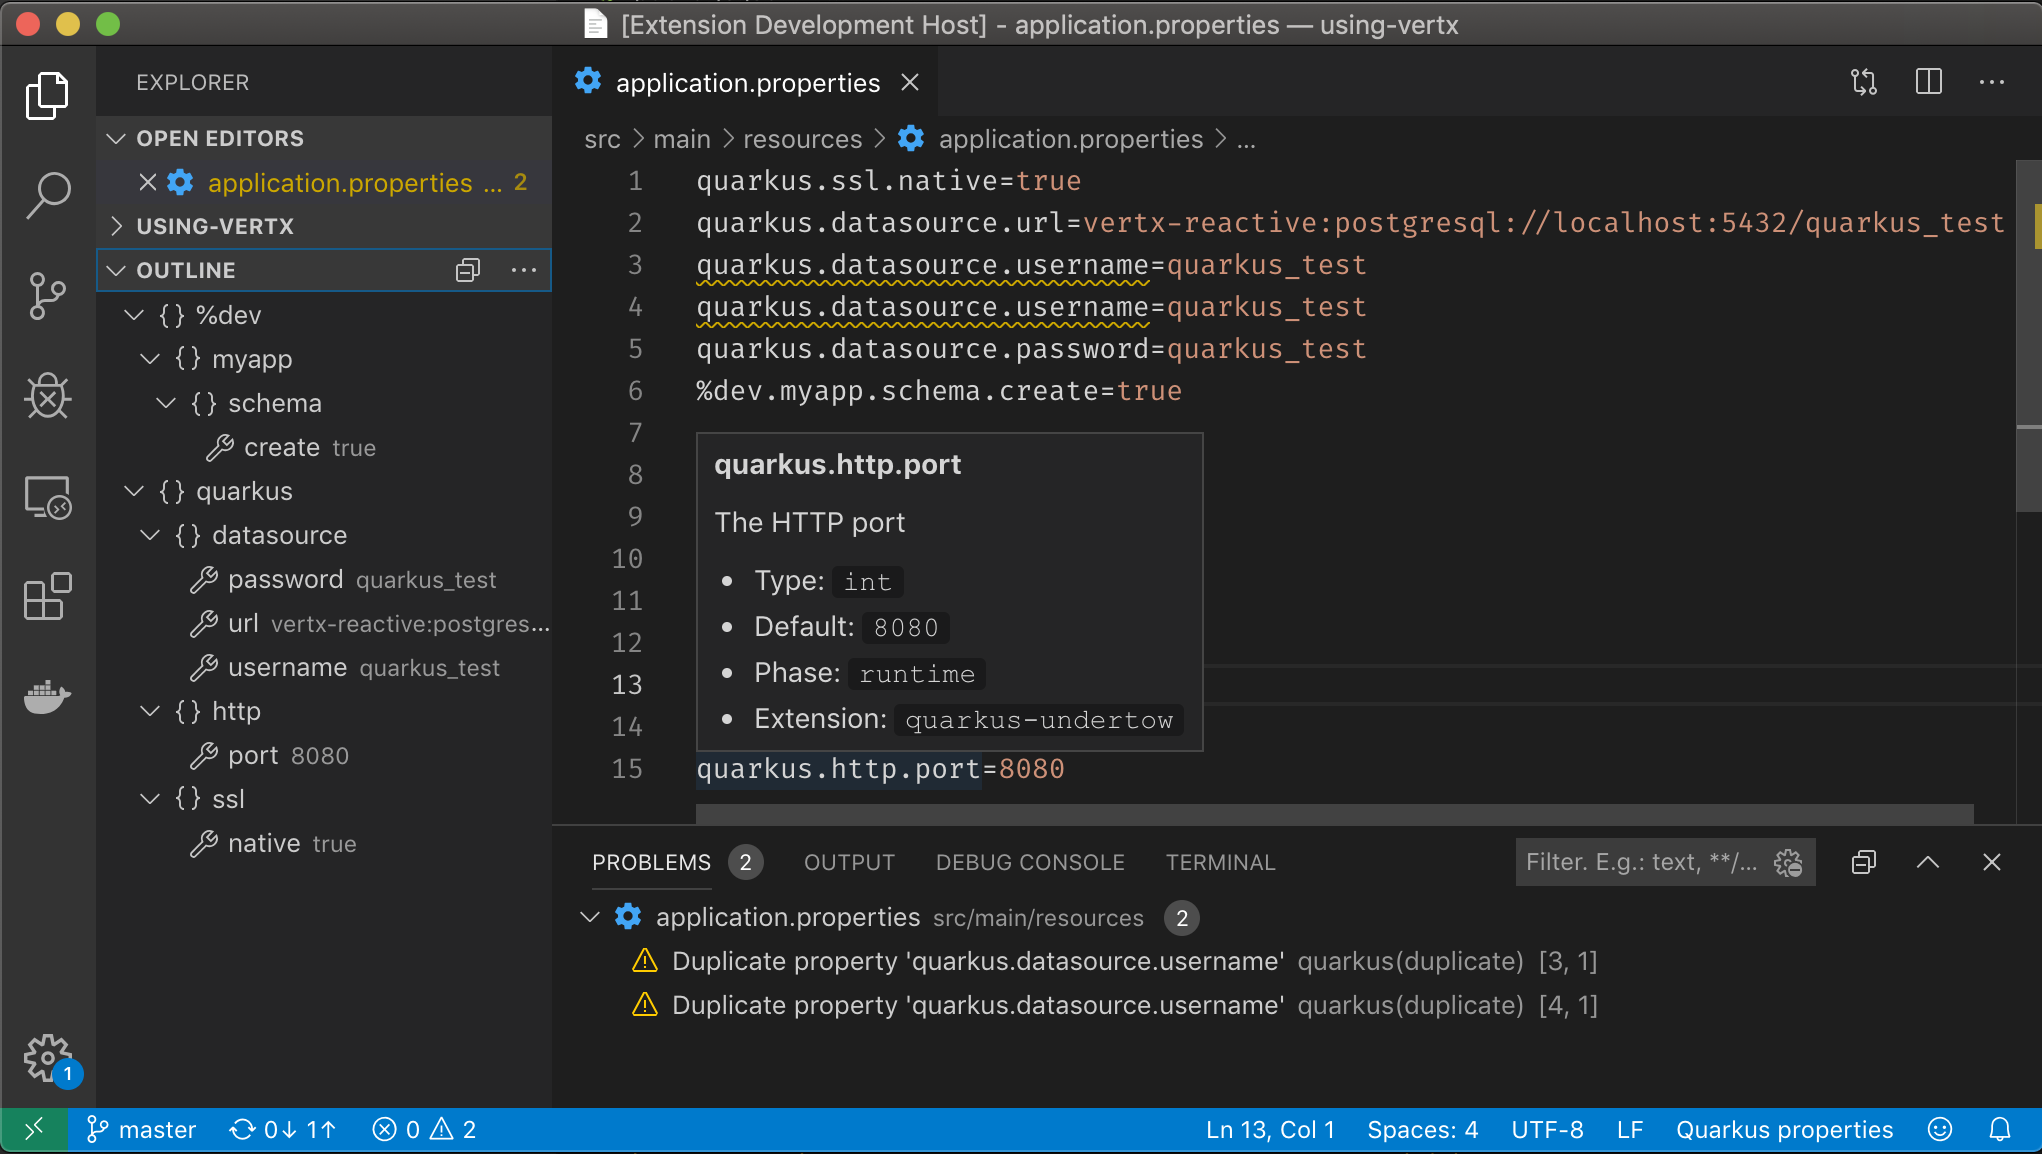 [Extension Development Host] - application.properties — using-vertx
EXPLORER
OPEN EDITORS
application.properties ... 2
USING-VERTX
OUTLINE
{} %dev
{} myapp
{} schema
create true
{} quarkus
{} datasource
password quarkus_test
url vertx-reactive:postgres...
username quarkus_test
{} http
port 8080
{} ssl
native true
1
application.properties
src > main > resources > application.properties > ...
1 quarkus.ssl.native=true
2 quarkus.datasource.url=vertx-reactive:postgresql://localhost:5432/quarkus_test
3 quarkus.datasource.username=quarkus_test
4 quarkus.datasource.username=quarkus_test
5 quarkus.datasource.password=quarkus_test
6 %dev.myapp.schema.create=true
7
8
9
10
11
12
13
14
quarkus.http.port
The HTTP port
• Type: int
• Default: 8080
• Phase: runtime
• Extension: quarkus-undertow
15 quarkus.http.port=8080
PROBLEMS 2 OUTPUT DEBUG CONSOLE TERMINAL Filter. E.g.: text, **/...
application.properties src/main/resources 2
Duplicate property 'quarkus.datasource.username' quarkus(duplicate) [3, 1]
Duplicate property 'quarkus.datasource.username' quarkus(duplicate) [4, 1]
master 0↓ 1↑ 0 2 Ln 13, Col 1 Spaces: 4 UTF-8 LF Quarkus properties